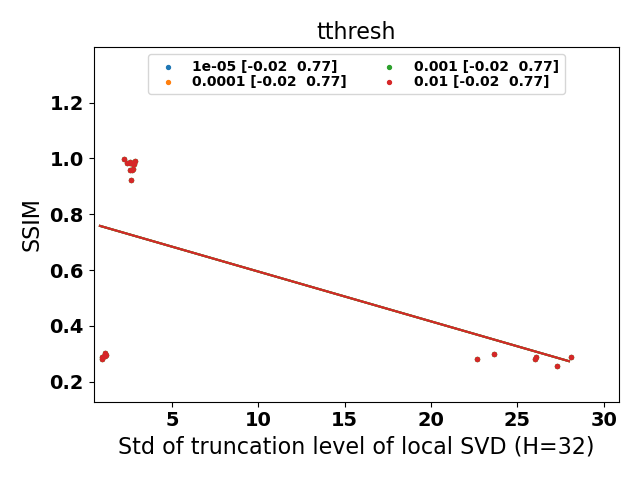 tthresh
1e-05 [-0.02  0.77]
0.0001 [-0.02  0.77]
0.001 [-0.02  0.77]
0.01 [-0.02  0.77]
1.2
1.0
0.8
0.6
0.4
0.2
SSIM
5 10 15 20 25 30
Std of truncation level of local SVD (H=32)